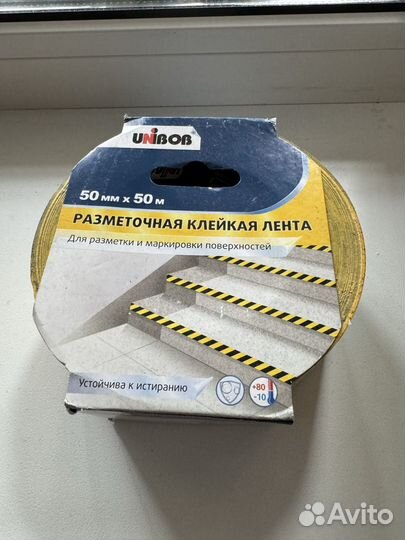 UNIBOB
50 мм x 50 м
РАЗМЕТОЧНАЯ КЛЕЙКАЯ ЛЕНТА
Для разметки и маркировки поверхностей
Устойчива к истиранию
+80
-10
Avito